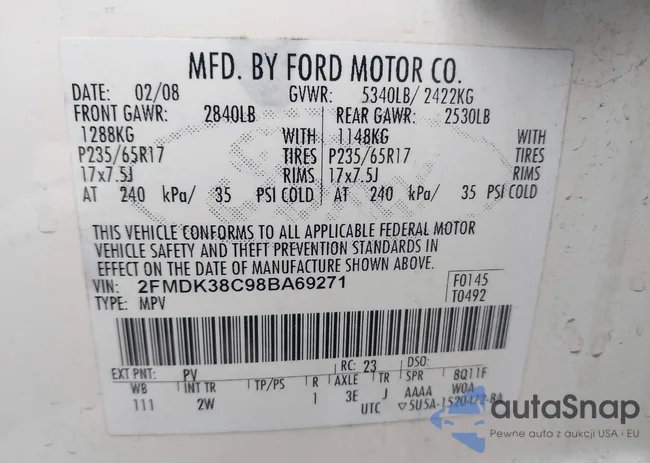 MFD. BY FORD MOTOR CO.
DATE: 02/08 GVWR: 5340LB/ 2422KG
FRONT GAWR: 2840LB REAR GAWR: 2530LB
1288KG WITH 1148KG WITH
P235/65R17 TIRES P235/65R17 TIRES
17x7.5J RIMS 17x7.5J RIMS
AT 240 kPa/ 35 PSI COLD AT 240 kPa/ 35 PSI COLD
THIS VEHICLE CONFORMS TO ALL APPLICABLE FEDERAL MOTOR
VEHICLE SAFETY AND THEFT PREVENTION STANDARDS IN
EFFECT ON THE DATE OF MANUFACTURE SHOWN ABOVE.
VIN: 2FMDK38C98BA69271 F0145
TYPE: MPV T0492
EXT PNT: PV RC: 23 DSO:
WB INT TR TP/PS R AXLE TR SPR 8Q11F
111 2W 1 3E J AAAA WOA
UTC ▽5U5A-1520472-BA
autaSnap
Pewne auta z aukcji USA i EU